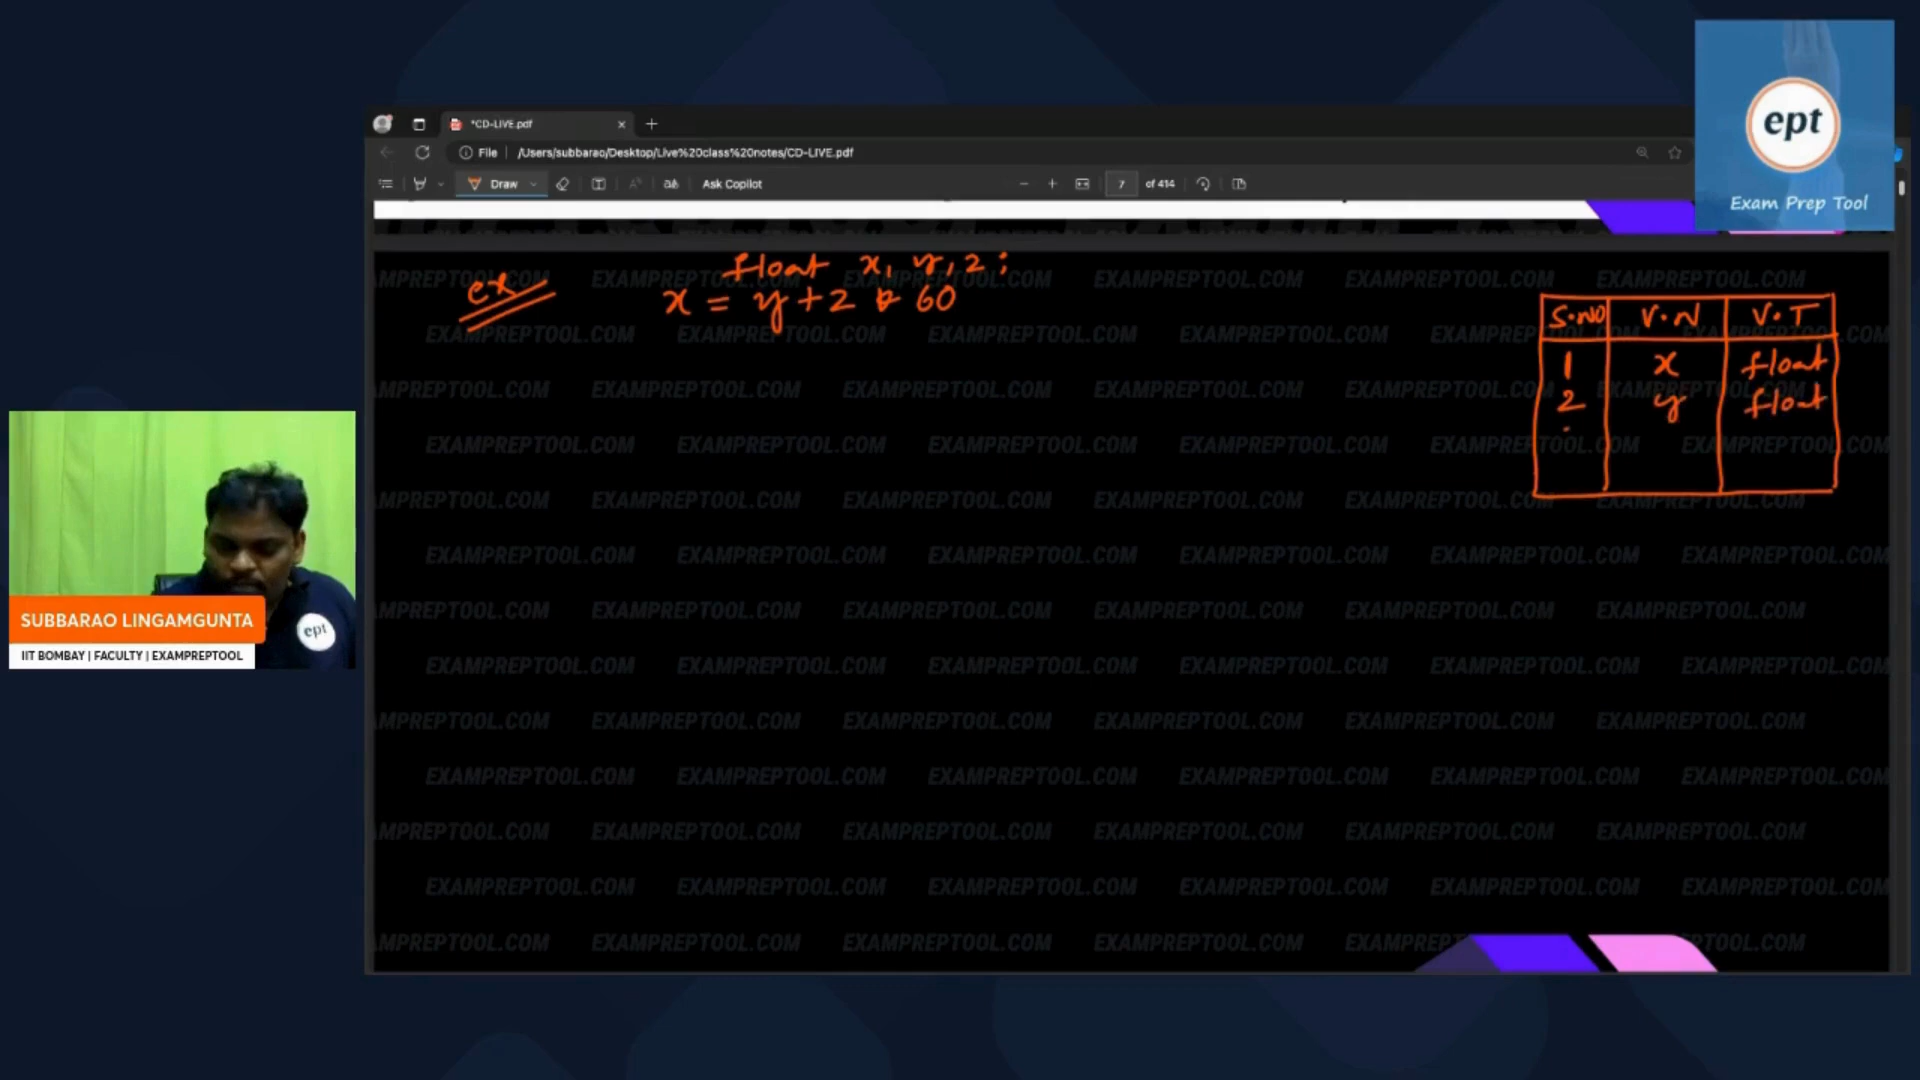 ept
Exam Prep Tool
*CD-LIVE.pdf
File
/Users/subbarao/Desktop/Live%20class%20notes/CD-LIVE.pdf
Draw
Ask Copilot
7 of 414
ex
float x, y, z;
x = y + z * 60
S.NO V.N V.T
1 x float
2 y float
SUBBARAO LINGAMGUNTA
IIT BOMBAY | FACULTY | EXAMPREPTOOL
ept
EXAMPREPTOOL.COM